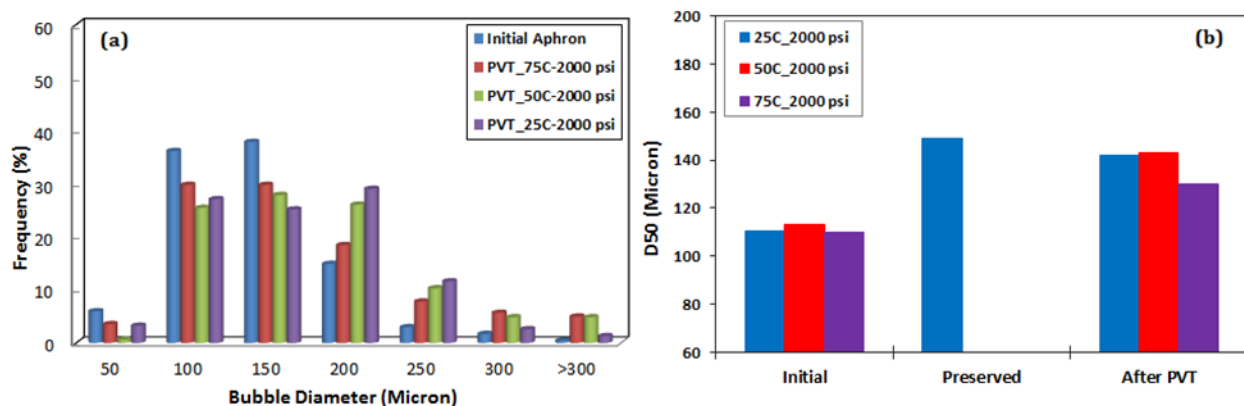 (a)
Initial Aphron
PVT_75C-2000 psi
PVT_50C-2000 psi
PVT_25C-2000 psi
Frequency (%)
60
50
40
30
20
10
0
50 100 150 200 250 300 >300
Bubble Diameter (Micron)
(b)
25C_2000 psi
50C_2000 psi
75C_2000 psi
D50 (Micron)
200
180
160
140
120
100
80
60
Initial Preserved After PVT